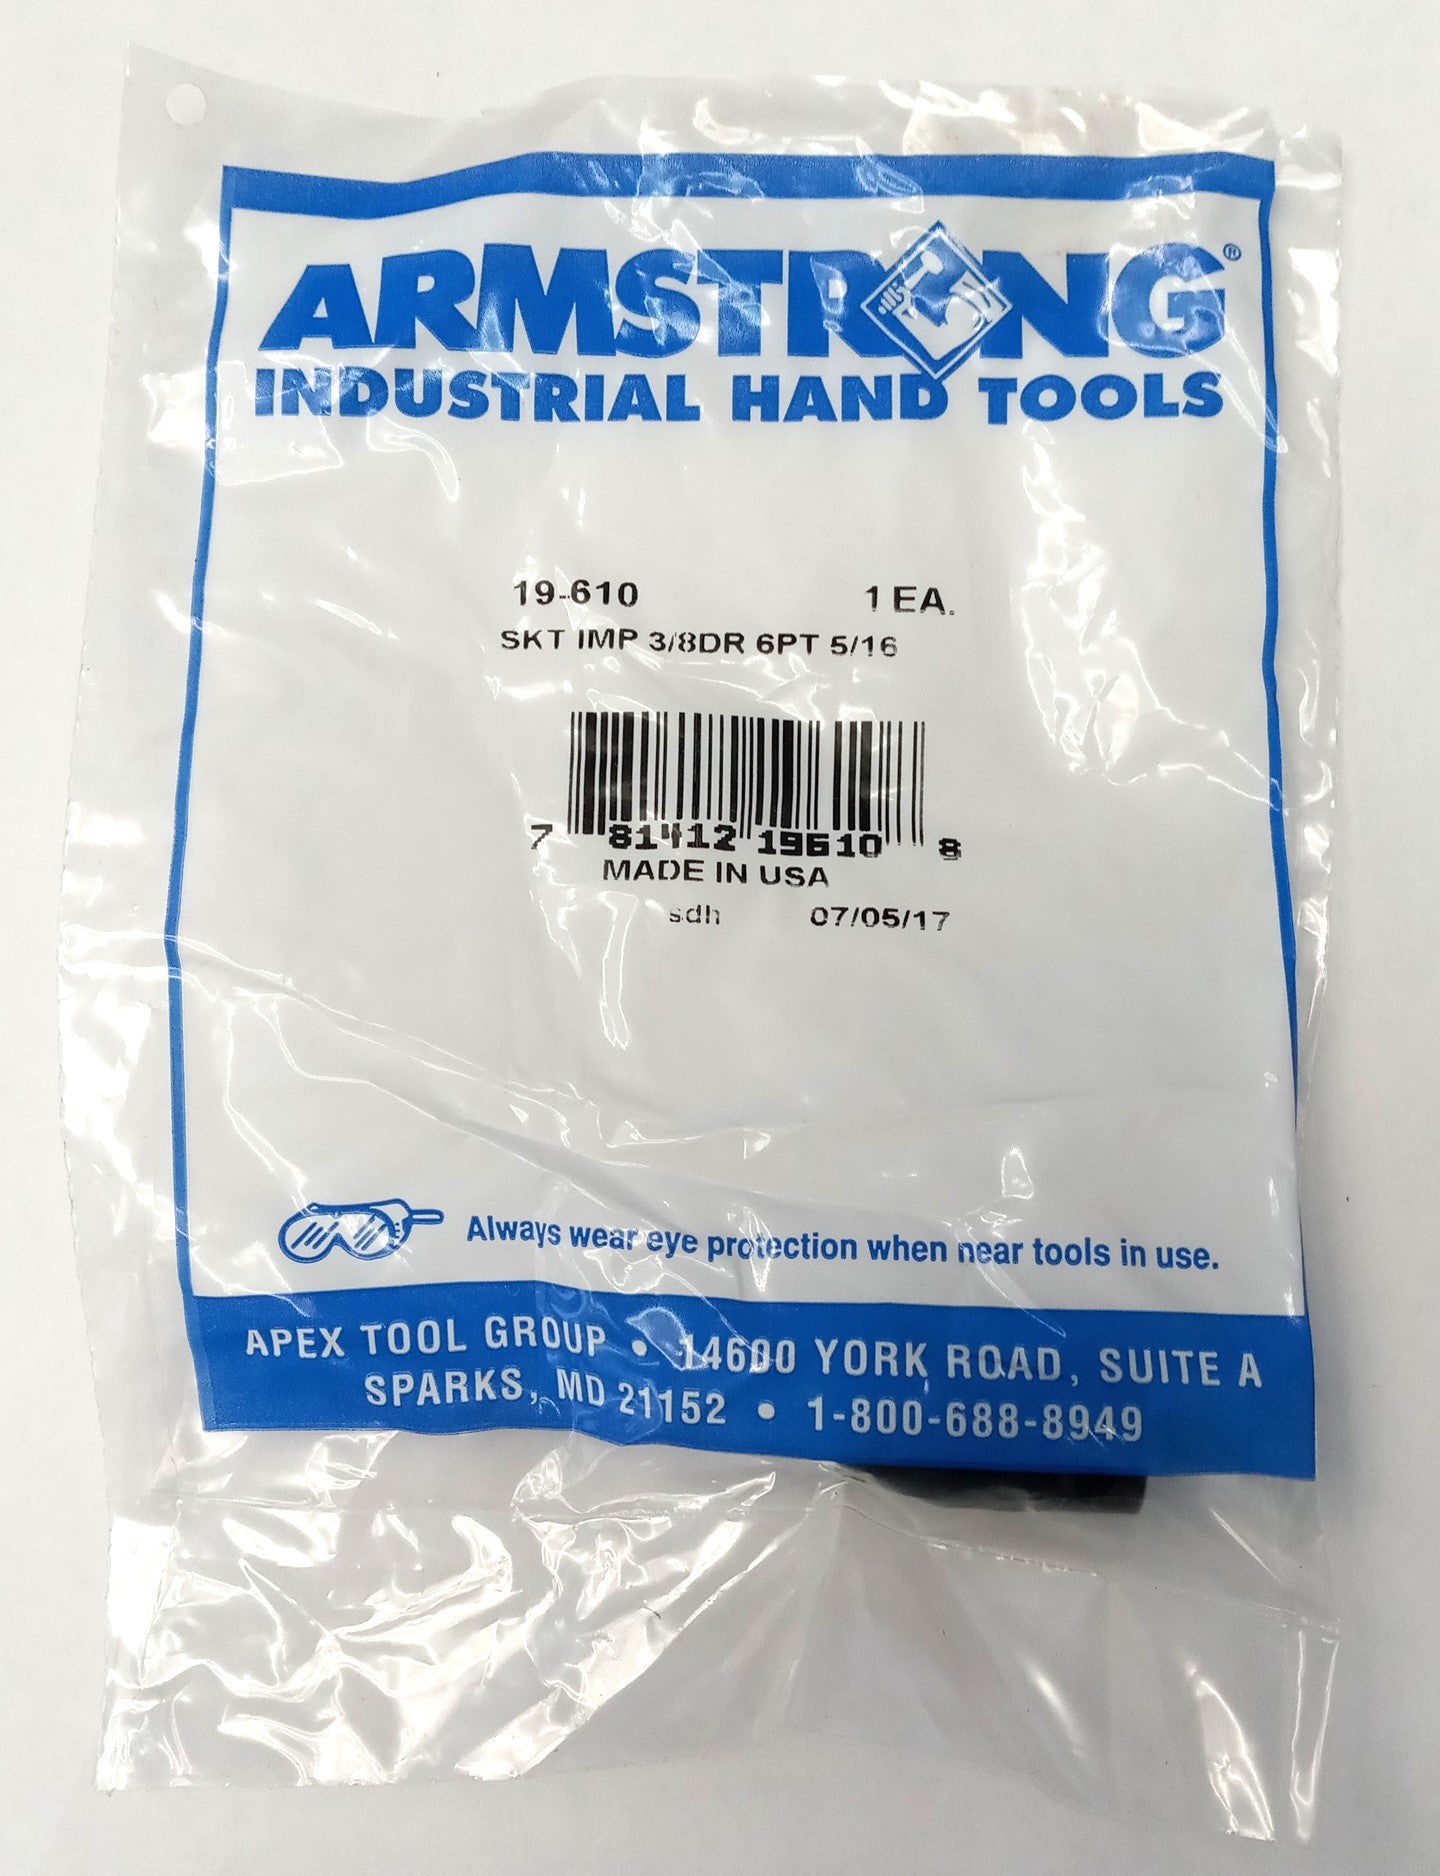 ARMSTRONG®
INDUSTRIAL HAND TOOLS
19-610 1 EA.
SKT IMP 3/8DR 6PT 5/16
7 81412 19610 8
MADE IN USA
sdh 07/05/17
Always wear eye protection when near tools in use.
APEX TOOL GROUP • 14600 YORK ROAD, SUITE A
SPARKS, MD 21152 • 1-800-688-8949